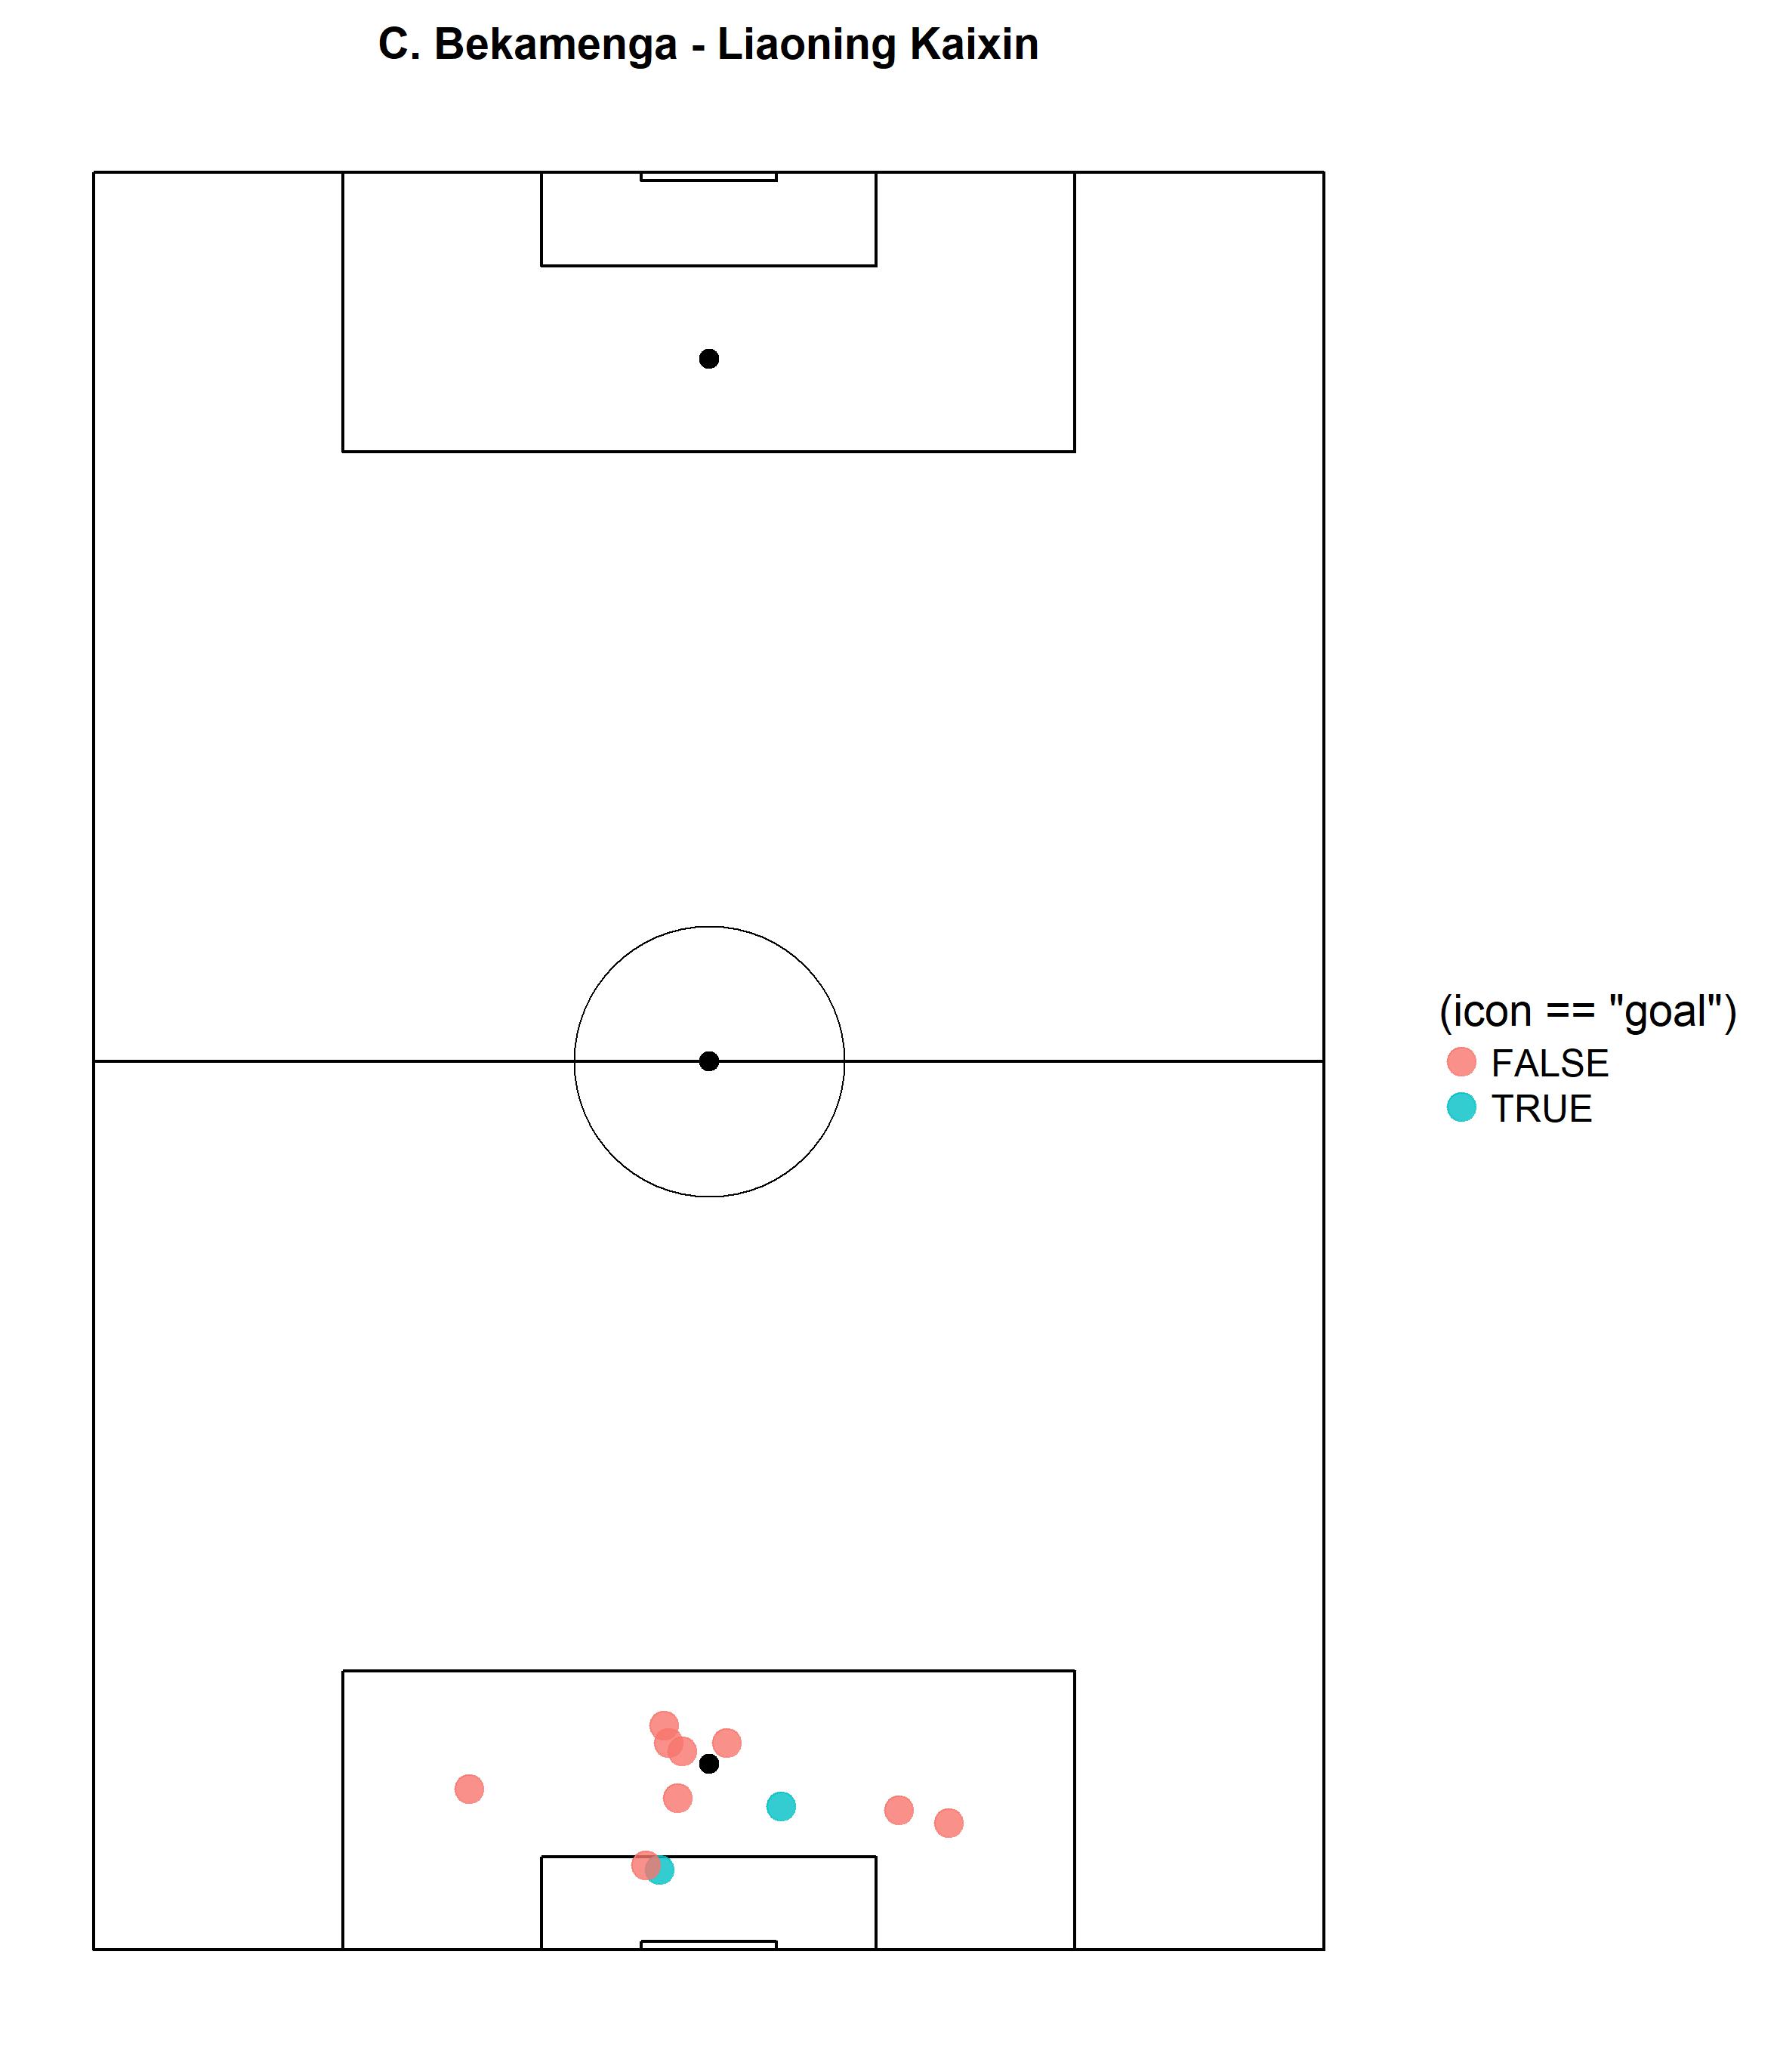 C. Bekamenga - Liaoning Kaixin
(icon == "goal")
FALSE
TRUE